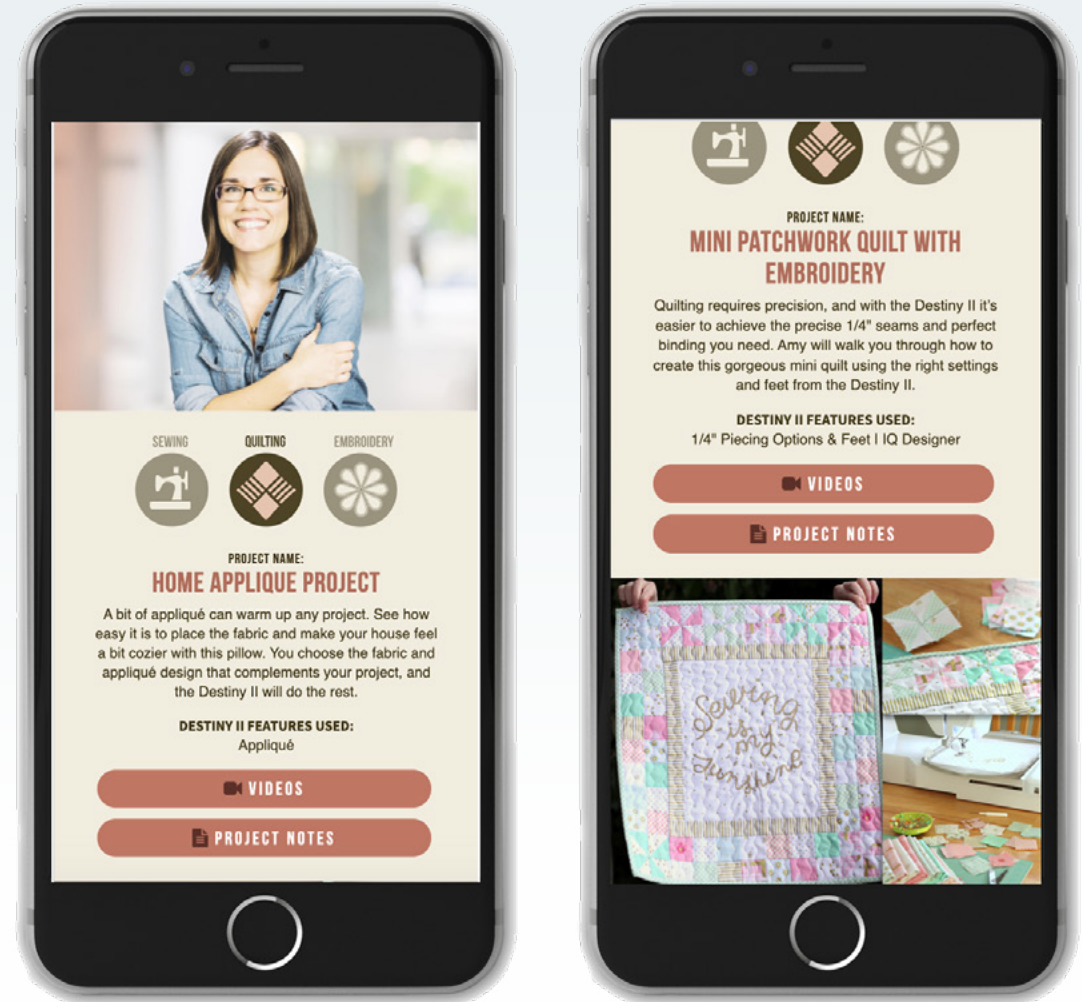 SEWING QUILTING EMBROIDERY
PROJECT NAME:
HOME APPLIQUE PROJECT
A bit of appliqué can warm up any project. See how
easy it is to place the fabric and make your house feel
a bit cozier with this pillow. You choose the fabric and
appliqué design that complements your project, and
the Destiny II will do the rest.
DESTINY II FEATURES USED:
Appliqué
VIDEOS
PROJECT NOTES
PROJECT NAME:
MINI PATCHWORK QUILT WITH
EMBROIDERY
Quilting requires precision, and with the Destiny II it's
easier to achieve the precise 1/4" seams and perfect
binding you need. Amy will walk you through how to
create this gorgeous mini quilt using the right settings
and feet from the Destiny II.
DESTINY II FEATURES USED:
1/4" Piecing Options & Feet | IQ Designer
VIDEOS
PROJECT NOTES
Sewing
is
my
Sunshine